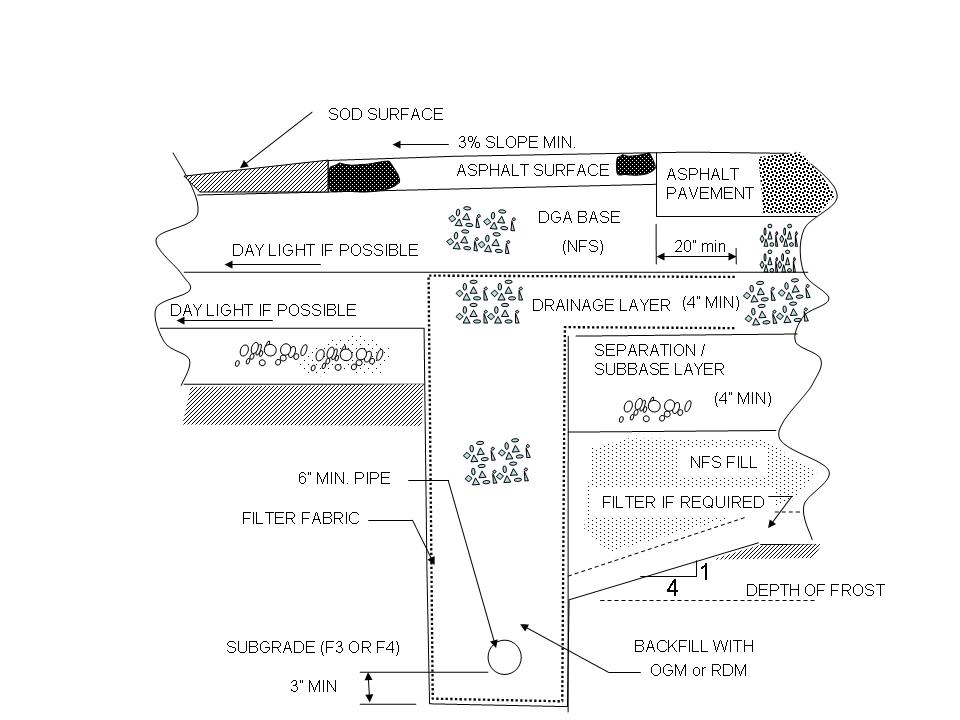 SOD SURFACE
3% SLOPE MIN.
ASPHALT SURFACE
ASPHALT
PAVEMENT
DGA BASE
(NFS)
20” min
DAY LIGHT IF POSSIBLE
DRAINAGE LAYER (4” MIN)
DAY LIGHT IF POSSIBLE
SEPARATION /
SUBBASE LAYER
(4” MIN)
NFS FILL
6” MIN. PIPE
FILTER IF REQUIRED
FILTER FABRIC
1
4
DEPTH OF FROST
SUBGRADE (F3 OR F4)
BACKFILL WITH
OGM or RDM
3” MIN